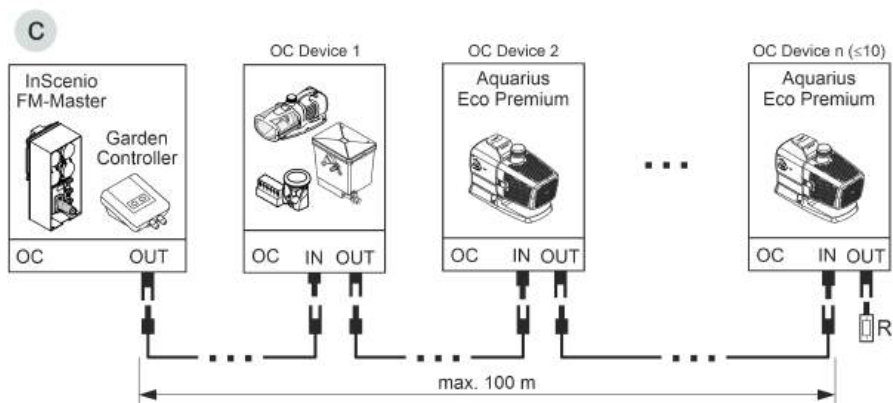 C
OC Device 1
OC Device 2
OC Device n (≤10)
InScenio
FM-Master
Garden
Controller
Aquarius
Eco Premium
Aquarius
Eco Premium
OC OUT
OC IN OUT
OC IN OUT
OC IN OUT
R
max. 100 m